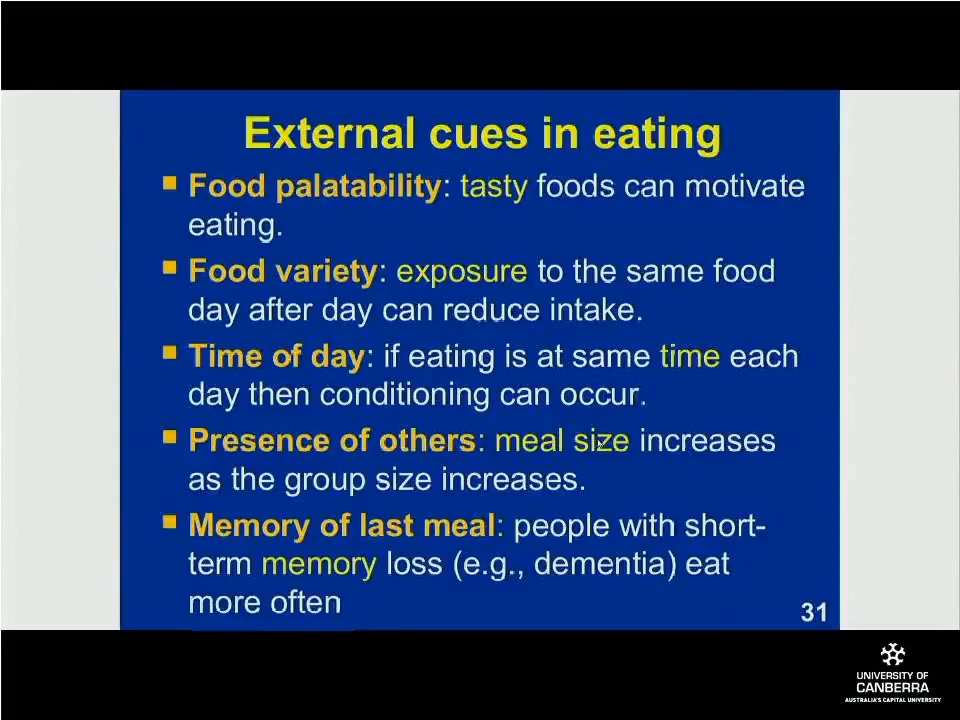 External cues in eating
▪ Food palatability: tasty foods can motivate
eating.
▪ Food variety: exposure to the same food
day after day can reduce intake.
▪ Time of day: if eating is at same time each
day then conditioning can occur.
▪ Presence of others: meal size increases
as the group size increases.
▪ Memory of last meal: people with short-
term memory loss (e.g., dementia) eat
more often
31
UNIVERSITY OF
CANBERRA
AUSTRALIA'S CAPITAL UNIVERSITY